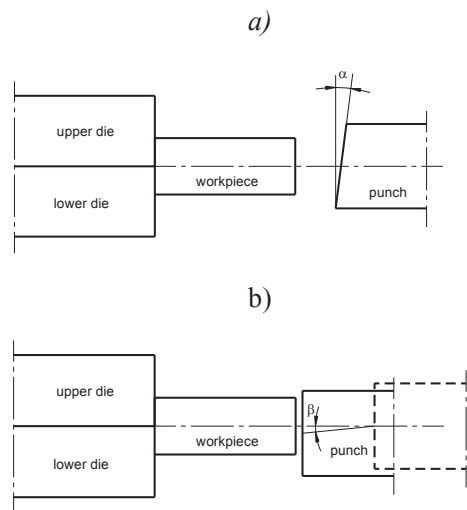 a)
α
upper die
workpiece
lower die
punch
b)
upper die
β
workpiece
punch
lower die